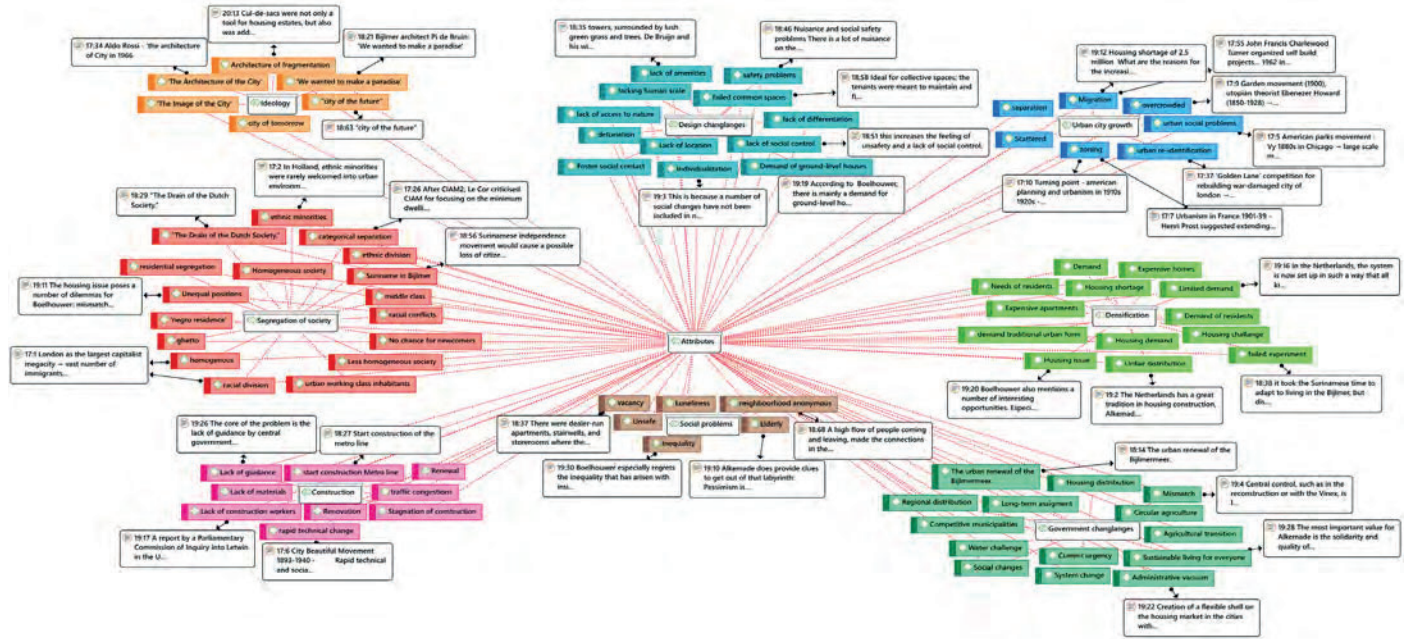 20:13 Cul-de-sacs were not only a
tool for housing estates, but also
was add...
17:34 Aldo Rossi - 'the architecture
of City in 1966
18:21 Bijlmer architect Pi de Bruin:
'We wanted to make a paradise'
Architecture of fragmentation
'The Architecture of the City'
'We wanted to make a paradise'
'The Image of the City'
Ideology
"city of the future"
city of tomorrow
18:63 "city of the future"
18:35 towers, surrounded by lush
green grass and trees. De Bruijn and
his wi...
18:46 Nuisance and social safety
problems There is a lot of nuisance
on the...
18:58 Ideal for collective spaces; the
tenants were meant to maintain and
fi...
lack of amenities
safety problems
lacking human scale
Failed common spaces
lack of access to nature
lack of differentation
Design changlanges
detoriation
Lack of location
lack of social control
18:51 this increases the feeling of
unsafety and a lack of social control.
Foster social contact
Individualization
Demand of ground-level houses
19:3 This is because a number of
social changes have not been
included in n...
19:19 According to Boelhouwer,
there is mainly a demand for
ground-level ho...
19:12 Housing shortage of 2.5
million What are the reasons for
the increasi...
17:55 John Francis Charlewood
Turner organized self build
projects... 1962 in...
17:9 Garden movement (1900),
utopian theorist Ebenezer Howard
(1850-1928) →...
Migration
separation
overcrowded
Urban city growth
urban social problems
Scattered
17:5 American parks movement :
Vy 1880s in Chicago → large scale
m...
zoning
urban re-identification
17:10 Turning point - american
planning and urbanism in 1910s
1920s -...
17:37 'Golden Lane' competition for
rebuilding war-damaged city of
london →...
17:7 Urbanism in France 1901-39 -
Henri Prost suggested extending...
17:2 In Holland, ethnic minorities
were rarely welcomed into urban
environm...
18:29 "The Drain of the Dutch
Society."
17:26 After CIAM2, Le Cor criticised
CIAM for focusing on the minimum
dwelli...
ethnic minorities
"The Drain of the Dutch Society."
categorical separation
18:56 Surinamese independence
movement would cause a possible
loss of citize...
ethnic division
residential segregation
Homogeneous society
Suriname in Bijlmer
19:11 The housing issue poses a
number of dilemmas for
Boelhouwer: mismatch...
Unequal positions
middle class
'negro residence'
Segregation of society
racial conflicts
ghetto
No chance for newcomers
17:1 London as the largest capitalist
megacity → vast number of
immigrants...
homogenous
Less homogeneous society
racial division
urban working class inhabitants
Attributes
Demand
Expensive homes
19:16 In the Netherlands, the system
is now set up in such a way that all
ki...
Needs of residents
Housing shortage
Limited demand
Expensive apartments
Densification
Demand of residents
demand traditional urban form
Housing demand
Housing challange
Housing issue
Unfair distribution
failed experiment
19:20 Boelhouwer also mentions a
number of interesting
opportunities. Especi...
19:2 The Netherlands has a great
tradition in housing construction,
Alkemad...
18:38 it took the Surinamese time to
adapt to living in the Bijlmer, but
dis...
19:26 The core of the problem is the
lack of guidance by central
government...
18:27 Start construction of the
metro line
Lack of guidance
start construction Metro line
Renewal
Lack of materials
Construction
traffic congestions
Lack of construction workers
Renovation
Stagnation of construction
rapid technical change
19:17 A report by a Parliamentary
Commission of Inquiry into Letwin
in the U...
17:6 City Beautiful Movement
1893-1940 - Rapid technical
and socia...
18:37 There were dealer-run
apartments, stairwells, and
storerooms where the...
vacancy
Luneliness
neighbourhood anonymous
Unsafe
Social problems
Elderly
Inequality
18:68 A high flow of people coming
and leaving, made the connections
in the...
19:30 Boelhouwer especially regrets
the inequality that has arisen with
insi...
19:10 Alkemade does provide clues
to get out of that labyrinth:
Pessimism is...
18:14 The urban renewal of the
Bijlmermeer.
The urban renewal of the
Bijlmermeer.
Housing distribution
Mismatch
19:4 Central control, such as in the
reconstruction or with the Vinex, is
l...
Regional distribution
Long-term assigment
Circular agriculture
Competitive municipalities
Government changlanges
Agricultural transition
19:28 The most important value for
Alkemade is the solidarity and
quality of...
Water challenge
Current urgency
Sustainable living for everyone
Social changes
System change
Administrative vacuum
19:22 Creation of a flexible shell on
the housing market in the cities
with...